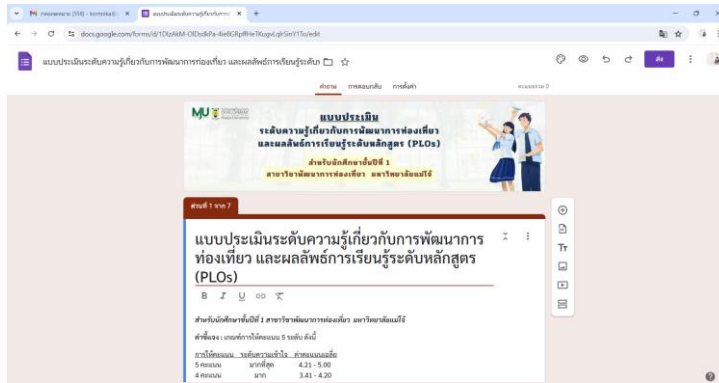 docs.google.com/forms/d/
แบบประเมินระดับความรู้เกี่ยวกับการพัฒนาการท่องเที่ยว และผลลัพธ์การเรียนรู้ระดับห
ส่ง
คำถาม การตอบกลับ การตั้งค่า
คะแนนรวม 0
MJU
แบบประเมิน
ระดับความรู้เกี่ยวกับการพัฒนาการท่องเที่ยว
และผลลัพธ์การเรียนรู้ระดับหลักสูตร (PLOs)
สำหรับนักศึกษาชั้นปีที่ 1
สาขาวิชาพัฒนาการท่องเที่ยว มหาวิทยาลัยแม่โจ้
ส่วนที่ 1 จาก 7
แบบประเมินระดับความรู้เกี่ยวกับการพัฒนาการ
ท่องเที่ยว และผลลัพธ์การเรียนรู้ระดับหลักสูตร
(PLOs)
B I U
Tт
สำหรับนักศึกษาชั้นปีที่ 1 สาขาวิชาพัฒนาการท่องเที่ยว มหาวิทยาลัยแม่โจ้
คำชี้แจง : เกณฑ์การให้คะแนน 5 ระดับ ดังนี้
การให้คะแนน ระดับความเข้าใจ ค่าคะแนนเฉลี่ย
5 คะแนน มากที่สุด 4.21 - 5.00
4 คะแนน มาก 3.41 - 4.20